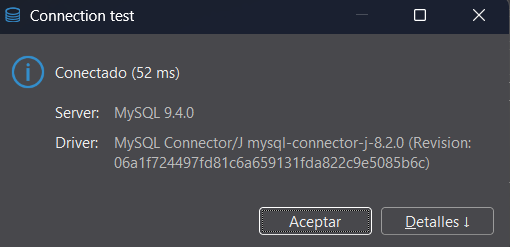 Connection test
Conectado (52 ms)
Server: MySQL 9.4.0
Driver: MySQL Connector/J mysql-connector-j-8.2.0 (Revision:
06a1f724497fd81c6a659131fda822c9e5085b6c)
Aceptar
Detalles ↓